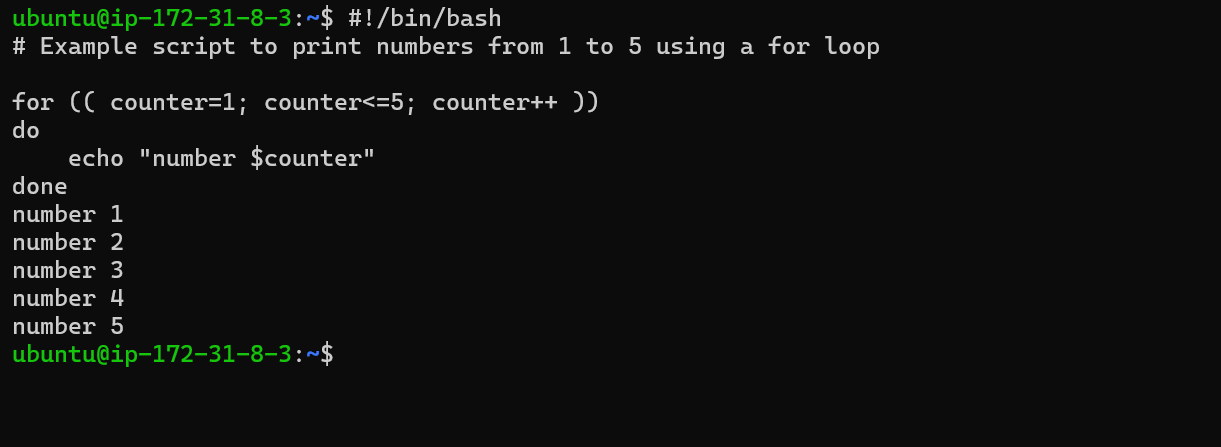 ubuntu@ip-172-31-8-3:~$ #!/bin/bash
# Example script to print numbers from 1 to 5 using a for loop
for (( counter=1; counter<=5; counter++ ))
do
    echo "number $counter"
done
number 1
number 2
number 3
number 4
number 5
ubuntu@ip-172-31-8-3:~$